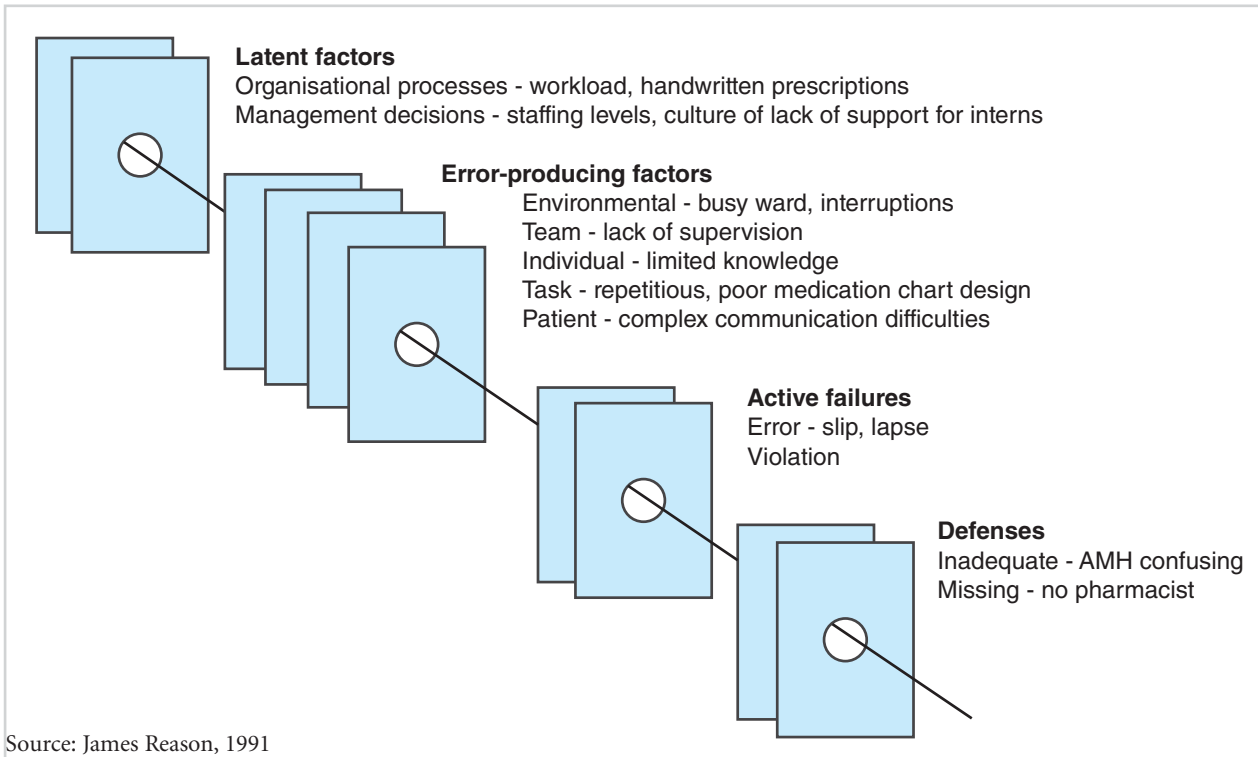 Latent factors
Organisational processes - workload, handwritten prescriptions
Management decisions - staffing levels, culture of lack of support for interns
Error-producing factors
Environmental - busy ward, interruptions
Team - lack of supervision
Individual - limited knowledge
Task - repetitious, poor medication chart design
Patient - complex communication difficulties
Active failures
Error - slip, lapse
Violation
Defenses
Inadequate - AMH confusing
Missing - no pharmacist
Source: James Reason, 1991